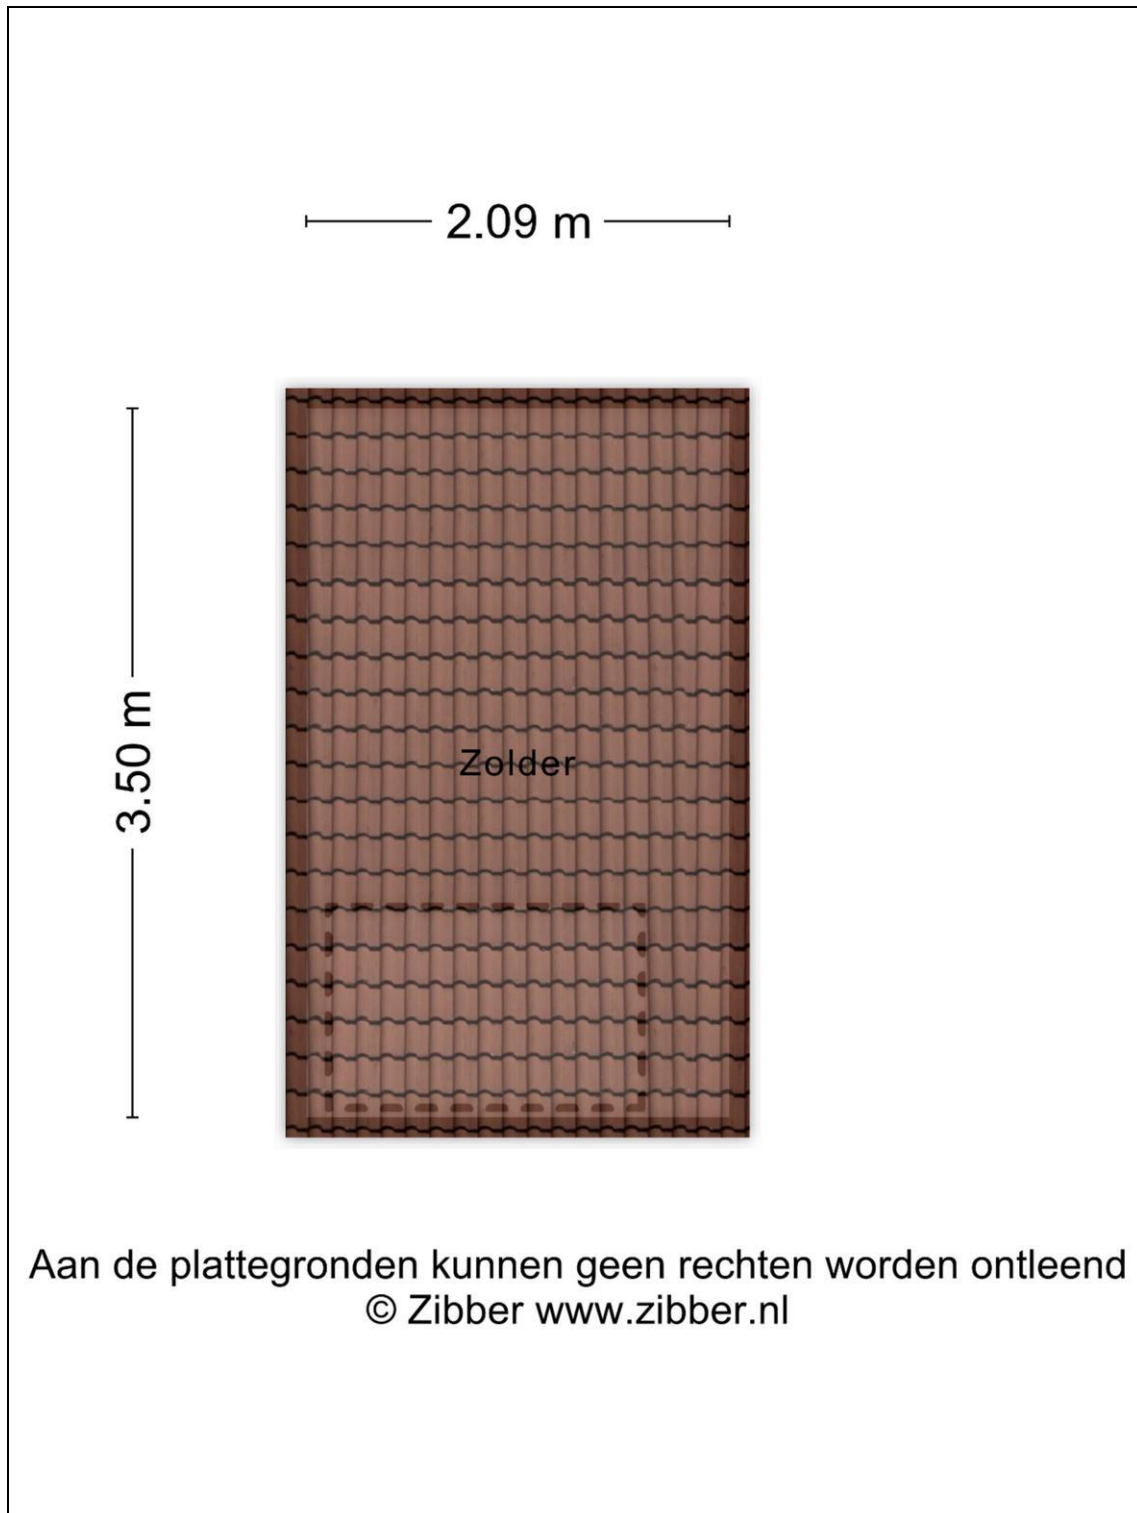 2.09 m
3.50 m
Zolder
Aan de plattegronden kunnen geen rechten worden ontleend
© Zibber www.zibber.nl